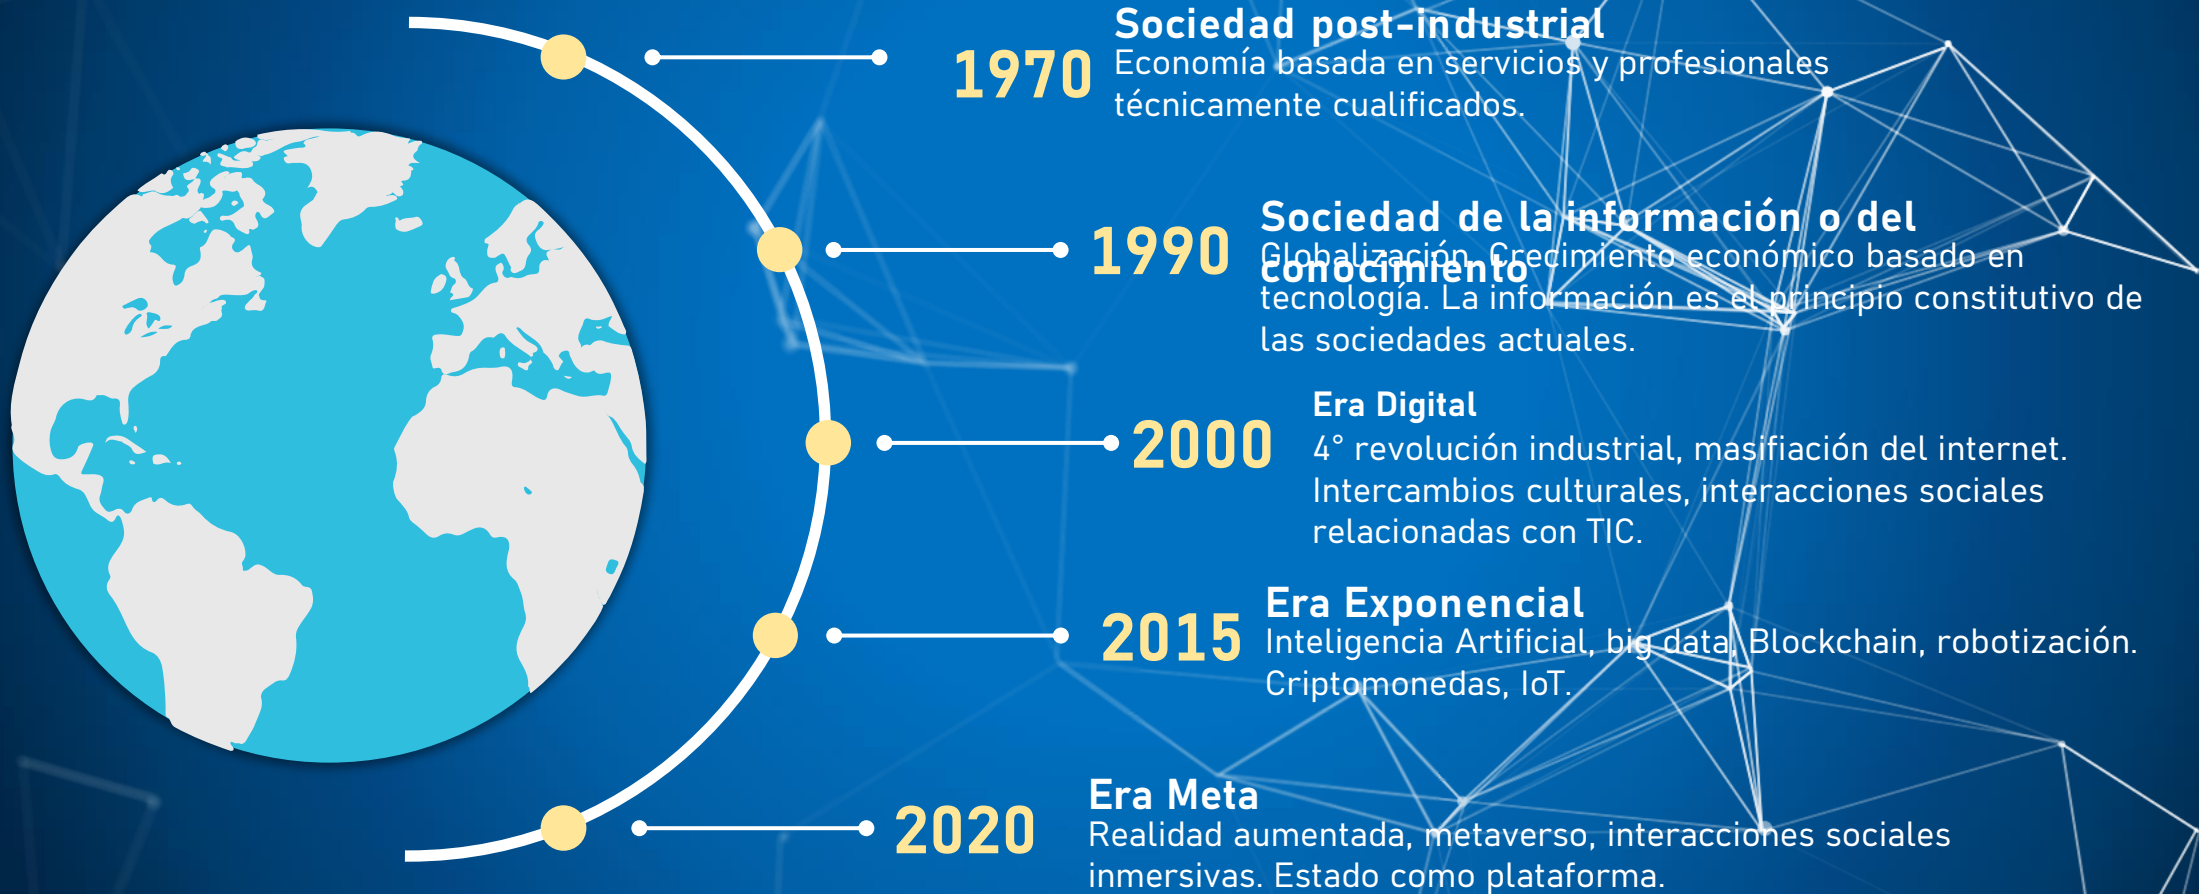 Sociedad post-industrial
1970
Economía basada en servicios y profesionales
técnicamente cualificados.
Sociedad de la información o del
conocimiento
1990
Globalización. Crecimiento económico basado en
tecnología. La información es el principio constitutivo de
las sociedades actuales.
Era Digital
2000
4° revolución industrial, masifiación del internet.
Intercambios culturales, interacciones sociales
relacionadas con TIC.
Era Exponencial
2015
Inteligencia Artificial, big data, Blockchain, robotización.
Criptomonedas, IoT.
Era Meta
2020
Realidad aumentada, metaverso, interacciones sociales
inmersivas. Estado como plataforma.